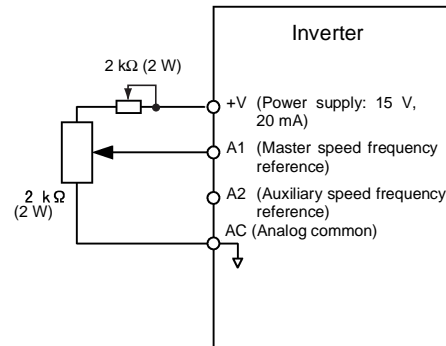 Inverter
2 kΩ (2 W)
+V (Power supply: 15 V,
20 mA)
A1 (Master speed frequency
reference)
2 kΩ
(2 W)
A2 (Auxiliary speed frequency
reference)
AC (Analog common)